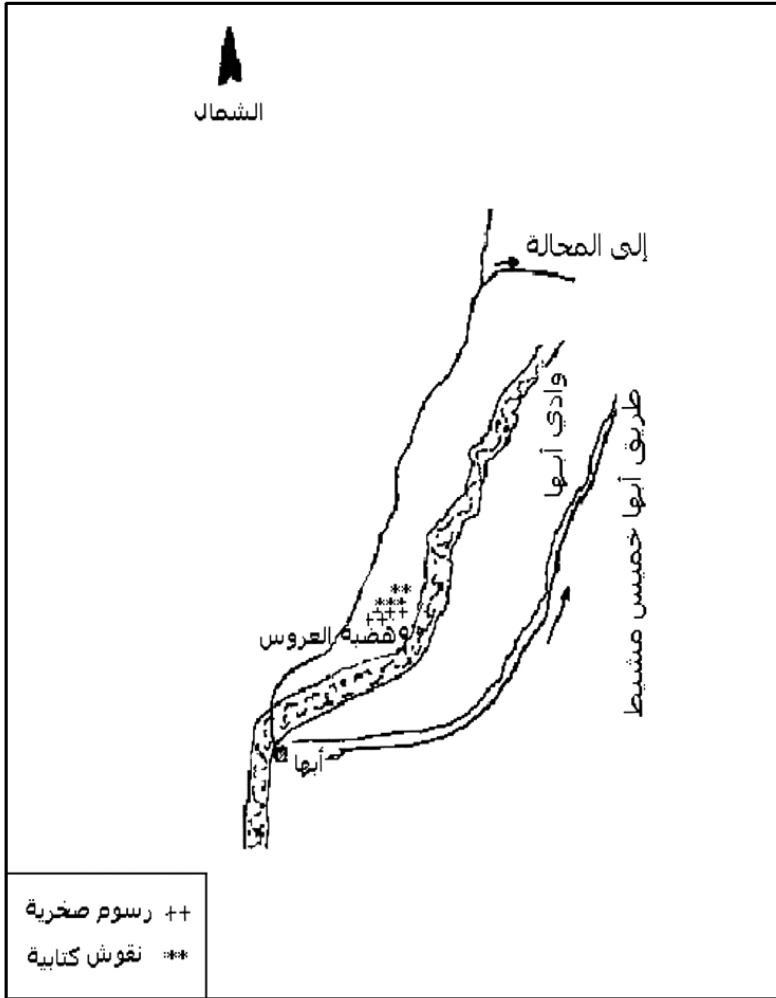 الشمال
إلى المحالة
وادي أبها
طريق أبها خميس مشيط
هضبة العروس
أبها
++ رسوم صخرية
** نقوش كتابية